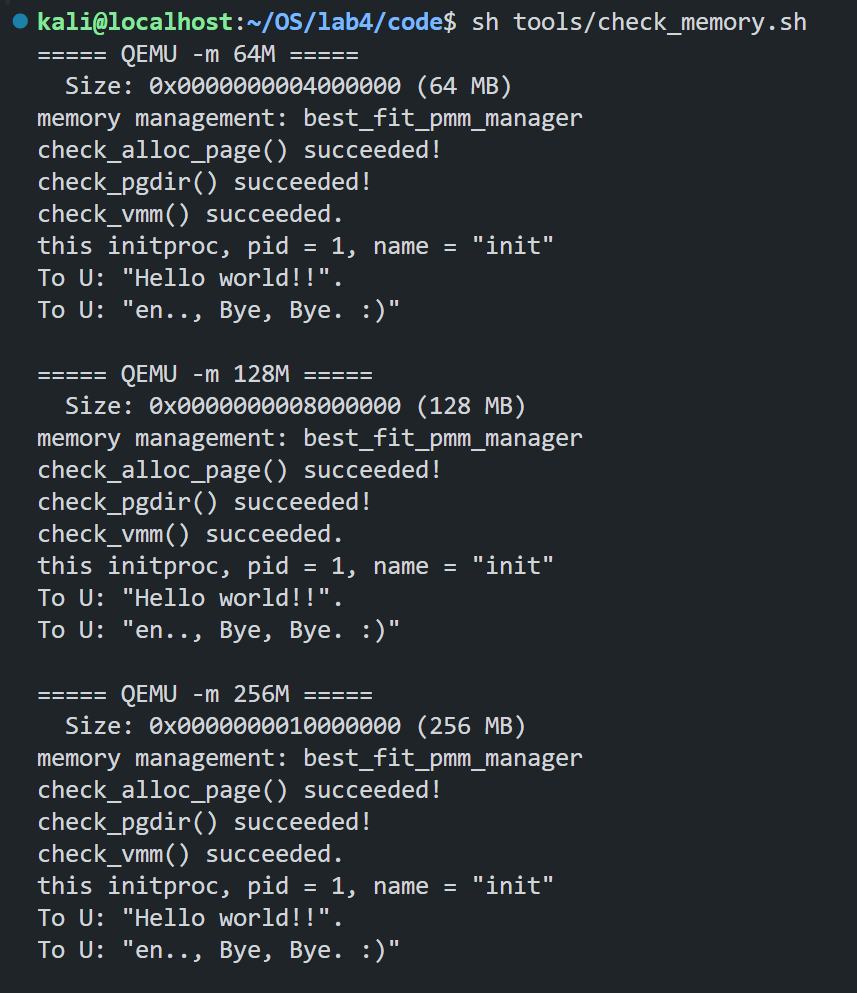 kali@localhost:~/OS/lab4/code$ sh tools/check_memory.sh
===== QEMU -m 64M =====
  Size: 0x0000000004000000 (64 MB)
memory management: best_fit_pmm_manager
check_alloc_page() succeeded!
check_pgdir() succeeded!
check_vmm() succeeded.
this initproc, pid = 1, name = "init"
To U: "Hello world!!".
To U: "en.., Bye, Bye. :)"

===== QEMU -m 128M =====
  Size: 0x0000000008000000 (128 MB)
memory management: best_fit_pmm_manager
check_alloc_page() succeeded!
check_pgdir() succeeded!
check_vmm() succeeded.
this initproc, pid = 1, name = "init"
To U: "Hello world!!".
To U: "en.., Bye, Bye. :)"

===== QEMU -m 256M =====
  Size: 0x0000000010000000 (256 MB)
memory management: best_fit_pmm_manager
check_alloc_page() succeeded!
check_pgdir() succeeded!
check_vmm() succeeded.
this initproc, pid = 1, name = "init"
To U: "Hello world!!".
To U: "en.., Bye, Bye. :)"